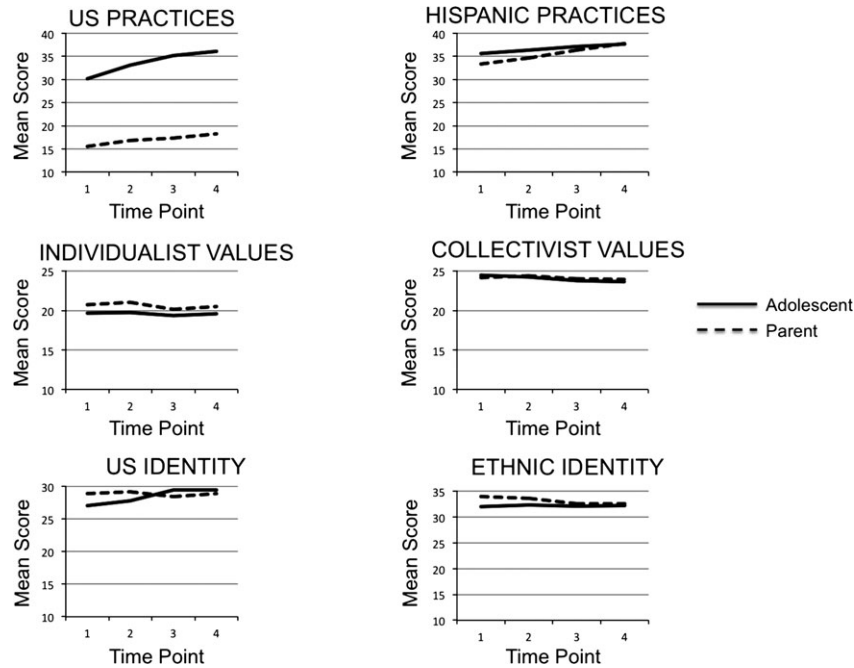 US PRACTICES
40
35
30
25
20
15
10
Mean Score
1 2 3 4
Time Point
HISPANIC PRACTICES
40
35
30
25
20
15
10
Mean Score
1 2 3 4
Time Point
INDIVIDUALIST VALUES
25
20
15
10
Mean Score
1 2 3 4
Time Point
COLLECTIVIST VALUES
25
20
15
10
Mean Score
1 2 3 4
Time Point
Adolescent
Parent
US IDENTITY
30
25
20
15
10
Mean Score
1 2 3 4
Time Point
ETHNIC IDENTITY
35
30
25
20
15
10
Mean Score
1 2 3 4
Time Point